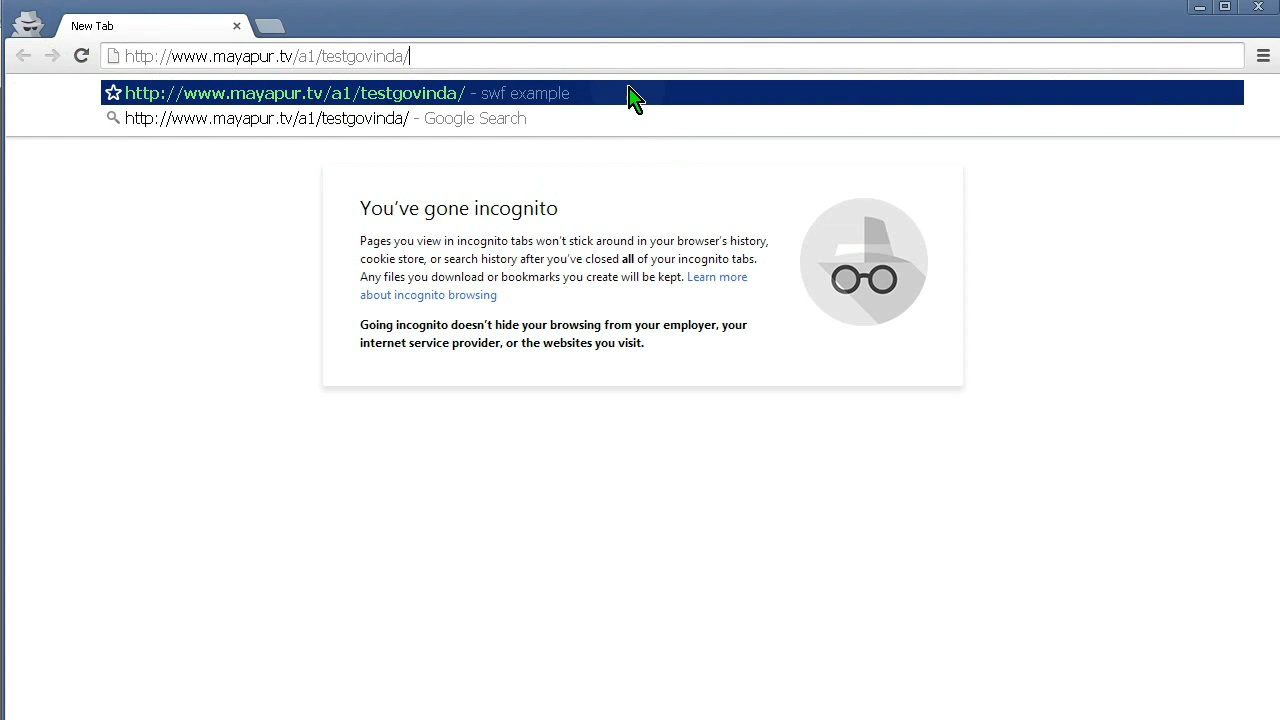 New Tab
http://www.mayapur.tv/a1/testgovinda/
http://www.mayapur.tv/a1/testgovinda/ - swf example
http://www.mayapur.tv/a1/testgovinda/ - Google Search
You've gone incognito
Pages you view in incognito tabs won't stick around in your browser's history,
cookie store, or search history after you've closed all of your incognito tabs.
Any files you download or bookmarks you create will be kept. Learn more
about incognito browsing
Going incognito doesn't hide your browsing from your employer, your
internet service provider, or the websites you visit.